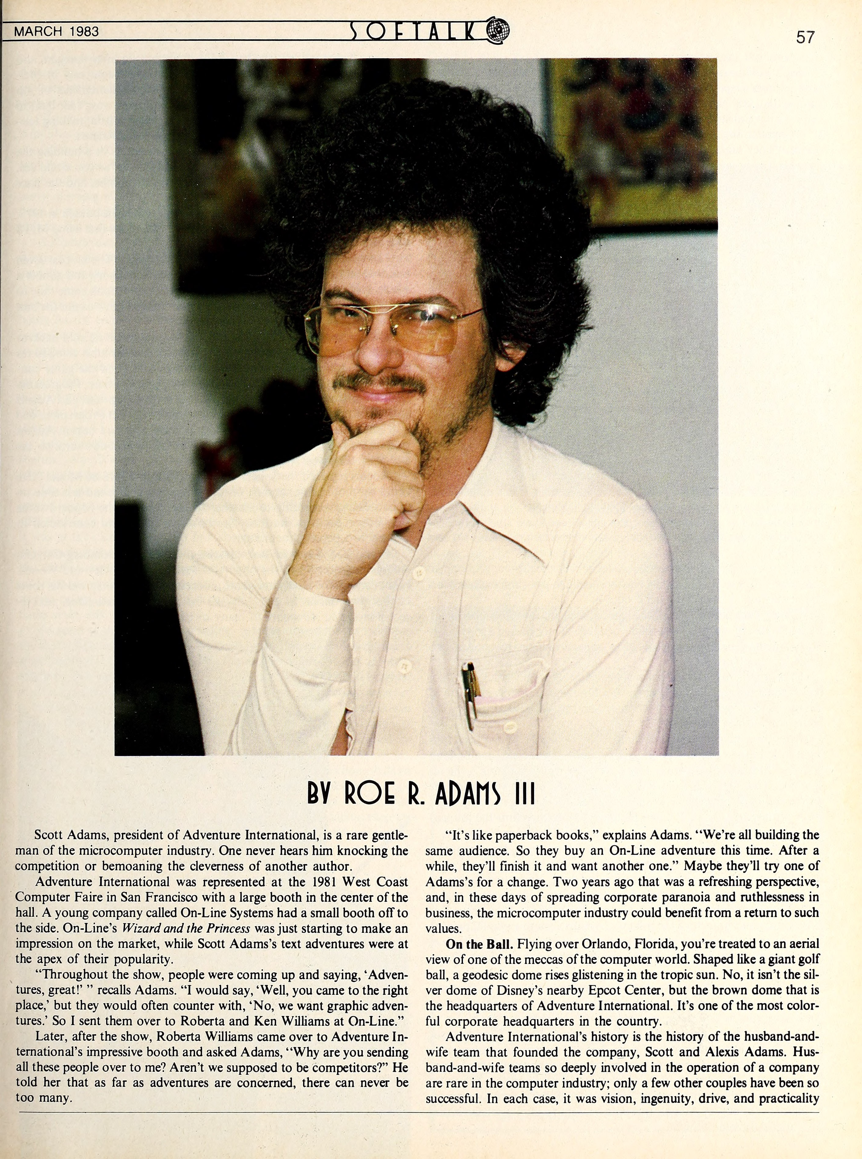 MARCH 1983
SOFTALK
57
BY ROE R. ADAMS III
Scott Adams, president of Adventure International, is a rare gentle-
man of the microcomputer industry. One never hears him knocking the
competition or bemoaning the cleverness of another author.
Adventure International was represented at the 1981 West Coast
Computer Faire in San Francisco with a large booth in the center of the
hall. A young company called On-Line Systems had a small booth off to
the side. On-Line's Wizard and the Princess was just starting to make an
impression on the market, while Scott Adams's text adventures were at
the apex of their popularity.
"Throughout the show, people were coming up and saying, 'Adven-
tures, great!' " recalls Adams. "I would say, 'Well, you came to the right
place,' but they would often counter with, 'No, we want graphic adven-
tures.' So I sent them over to Roberta and Ken Williams at On-Line."
Later, after the show, Roberta Williams came over to Adventure In-
ternational's impressive booth and asked Adams, "Why are you sending
all these people over to me? Aren't we supposed to be competitors?" He
told her that as far as adventures are concerned, there can never be
too many.
"It's like paperback books," explains Adams. "We're all building the
same audience. So they buy an On-Line adventure this time. After a
while, they'll finish it and want another one." Maybe they'll try one of
Adams's for a change. Two years ago that was a refreshing perspective,
and, in these days of spreading corporate paranoia and ruthlessness in
business, the microcomputer industry could benefit from a return to such
values.
On the Ball. Flying over Orlando, Florida, you're treated to an aerial
view of one of the meccas of the computer world. Shaped like a giant golf
ball, a geodesic dome rises glistening in the tropic sun. No, it isn't the sil-
ver dome of Disney's nearby Epcot Center, but the brown dome that is
the headquarters of Adventure International. It's one of the most color-
ful corporate headquarters in the country.
Adventure International's history is the history of the husband-and-
wife team that founded the company, Scott and Alexis Adams. Hus-
band-and-wife teams so deeply involved in the operation of a company
are rare in the computer industry; only a few other couples have been so
successful. In each case, it was vision, ingenuity, drive, and practicality